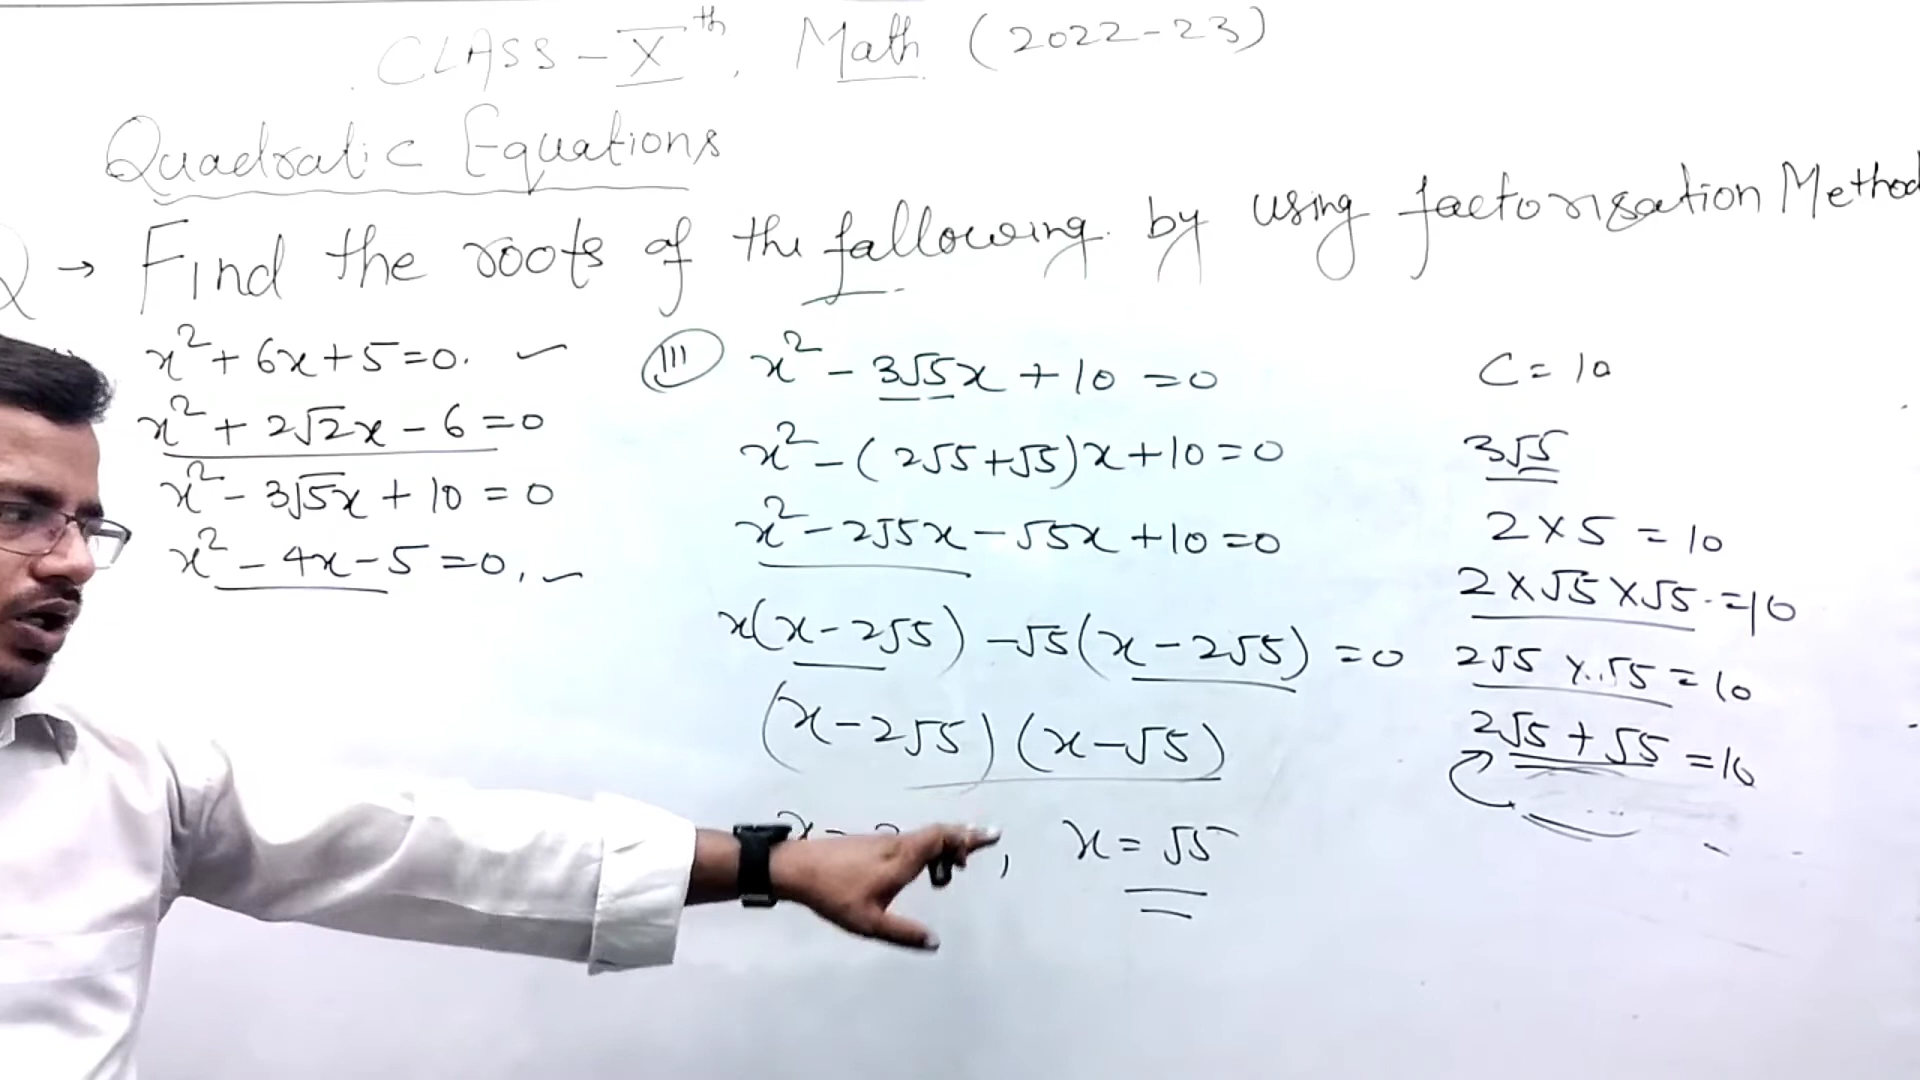 CLASS - Xth, Math (2022-23)
Quadratic Equations
Q → Find the roots of the fallowing by using factorisation Method
x² + 6x + 5 = 0. ✓
x² + 2√2x - 6 = 0
x² - 3√5x + 10 = 0
x² - 4x - 5 = 0, ✓
III x² - 3√5x + 10 = 0
x² - (2√5 + √5)x + 10 = 0
x² - 2√5x - √5x + 10 = 0
x(x - 2√5) - √5(x - 2√5) = 0
(x - 2√5) (x - √5)
, x = √5
C = 10
3√5
2 × 5 = 10
2 × √5 × √5 = 10
2√5 × √5 = 10
2√5 + √5 = 10